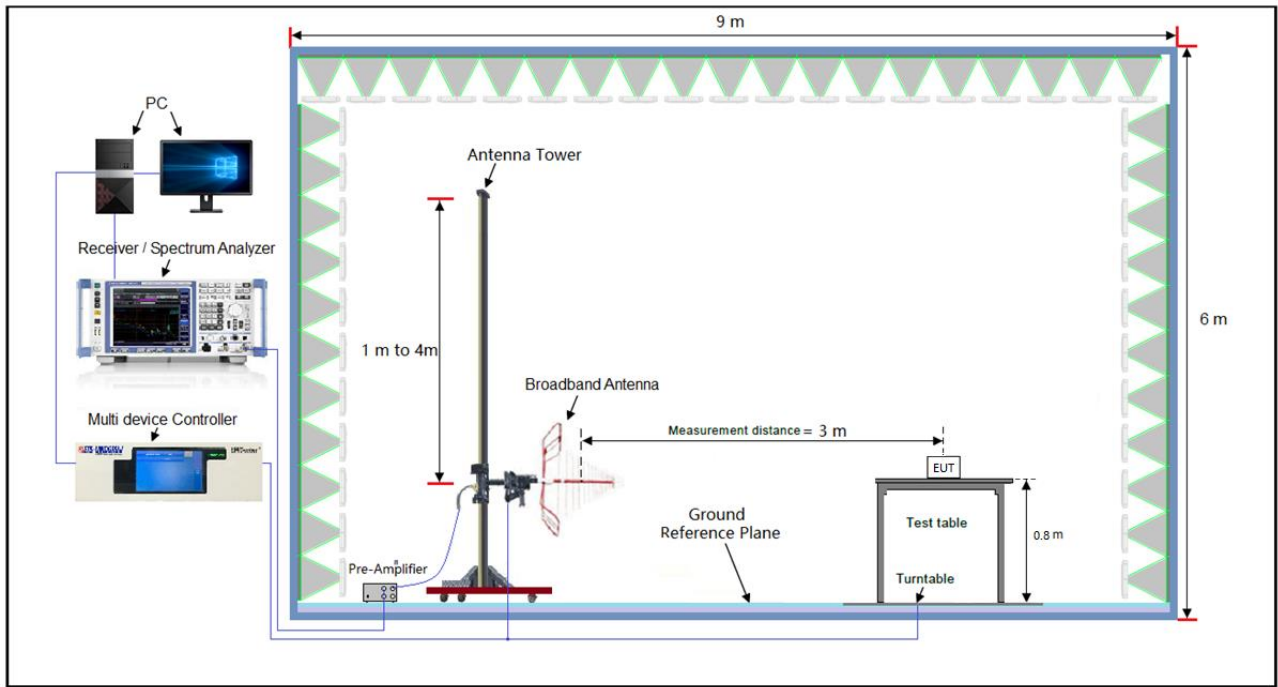 9 m
PC
Antenna Tower
Receiver / Spectrum Analyzer
6 m
1 m to 4m
Broadband Antenna
Multi device Controller
Measurement distance = 3 m
EUT
Ground
Reference Plane
Test table
0.8 m
Pre-Amplifier
Turntable